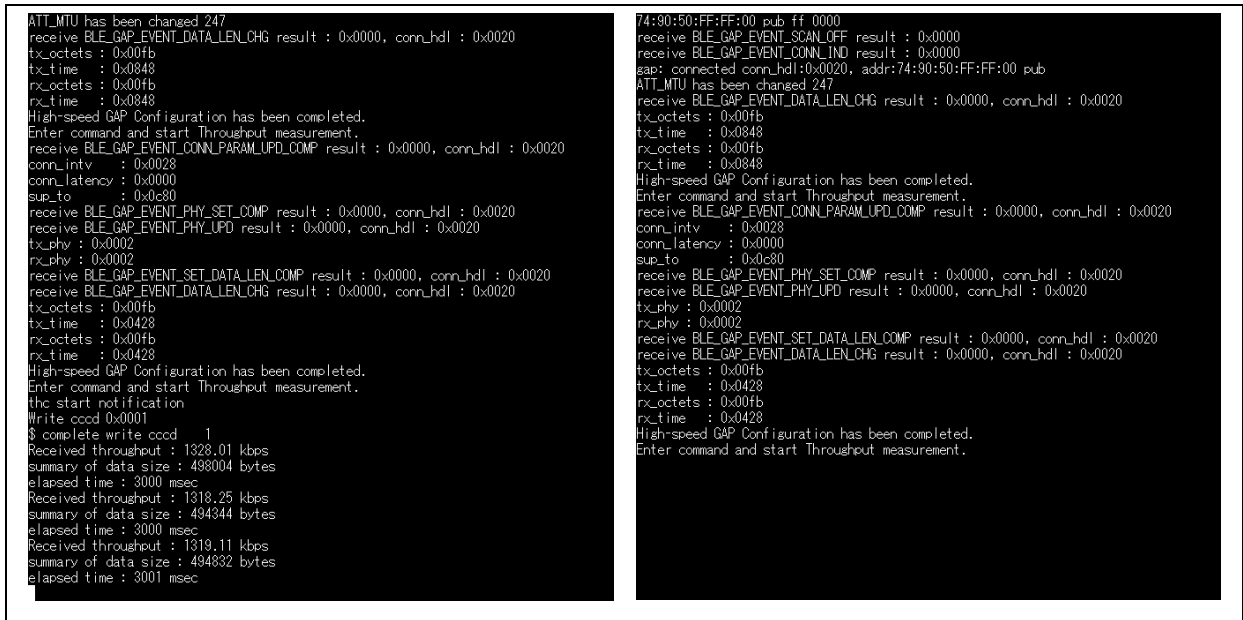 ATT_MTU has been changed 247
receive BLE_GAP_EVENT_DATA_LEN_CHG result : 0x0000, conn_hdl : 0x0020
tx_octets : 0x00fb
tx_time   : 0x0848
rx_octets : 0x00fb
rx_time   : 0x0848
High-speed GAP Configuration has been completed.
Enter command and start Throughput measurement.
receive BLE_GAP_EVENT_CONN_PARAM_UPD_COMP result : 0x0000, conn_hdl : 0x0020
conn_intv    : 0x0028
conn_latency : 0x0000
sup_to       : 0x0c80
receive BLE_GAP_EVENT_PHY_SET_COMP result : 0x0000, conn_hdl : 0x0020
receive BLE_GAP_EVENT_PHY_UPD result : 0x0000, conn_hdl : 0x0020
tx_phy : 0x0002
rx_phy : 0x0002
receive BLE_GAP_EVENT_SET_DATA_LEN_COMP result : 0x0000, conn_hdl : 0x0020
receive BLE_GAP_EVENT_DATA_LEN_CHG result : 0x0000, conn_hdl : 0x0020
tx_octets : 0x00fb
tx_time   : 0x0428
rx_octets : 0x00fb
rx_time   : 0x0428
High-speed GAP Configuration has been completed.
Enter command and start Throughput measurement.
thc start notification
Write cccd 0x0001
$ complete write cccd    1
Received throughput : 1328.01 kbps
summary of data size : 498004 bytes
elapsed time : 3000 msec
Received throughput : 1318.25 kbps
summary of data size : 494344 bytes
elapsed time : 3000 msec
Received throughput : 1319.11 kbps
summary of data size : 494832 bytes
elapsed time : 3001 msec
74:90:50:FF:FF:00 pub ff 0000
receive BLE_GAP_EVENT_SCAN_OFF result : 0x0000
receive BLE_GAP_EVENT_CONN_IND result : 0x0000
gap: connected conn_hdl:0x0020, addr:74:90:50:FF:FF:00 pub
ATT_MTU has been changed 247
receive BLE_GAP_EVENT_DATA_LEN_CHG result : 0x0000, conn_hdl : 0x0020
tx_octets : 0x00fb
tx_time   : 0x0848
rx_octets : 0x00fb
rx_time   : 0x0848
High-speed GAP Configuration has been completed.
Enter command and start Throughput measurement.
receive BLE_GAP_EVENT_CONN_PARAM_UPD_COMP result : 0x0000, conn_hdl : 0x0020
conn_intv    : 0x0028
conn_latency : 0x0000
sup_to       : 0x0c80
receive BLE_GAP_EVENT_PHY_SET_COMP result : 0x0000, conn_hdl : 0x0020
receive BLE_GAP_EVENT_PHY_UPD result : 0x0000, conn_hdl : 0x0020
tx_phy : 0x0002
rx_phy : 0x0002
receive BLE_GAP_EVENT_SET_DATA_LEN_COMP result : 0x0000, conn_hdl : 0x0020
receive BLE_GAP_EVENT_DATA_LEN_CHG result : 0x0000, conn_hdl : 0x0020
tx_octets : 0x00fb
tx_time   : 0x0428
rx_octets : 0x00fb
rx_time   : 0x0428
High-speed GAP Configuration has been completed.
Enter command and start Throughput measurement.